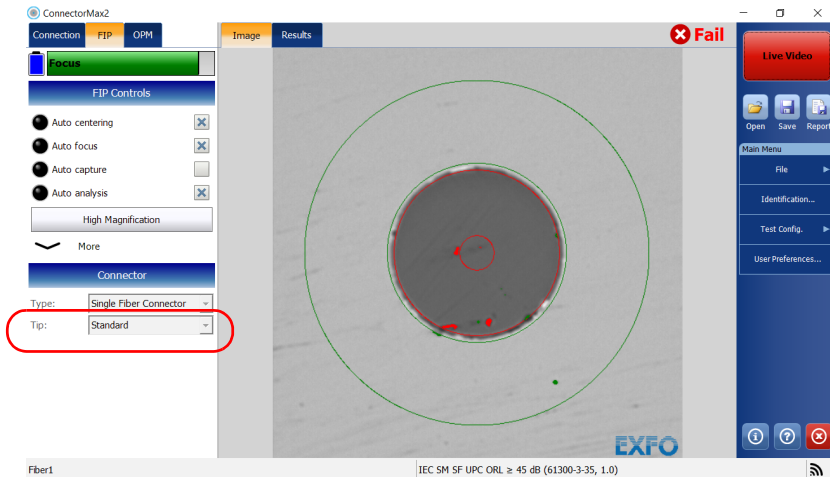 ConnectorMax2
Connection FIP OPM
Focus
FIP Controls
Auto centering
Auto focus
Auto capture
Auto analysis
High Magnification
More
Connector
Type: Single Fiber Connector
Tip: Standard
Image Results
Fail
EXFO
Live Video
Open Save Report
Main Menu
File
Identification...
Test Config.
User Preferences...
Fiber1
IEC SM SF UPC ORL ≥ 45 dB (61300-3-35, 1.0)